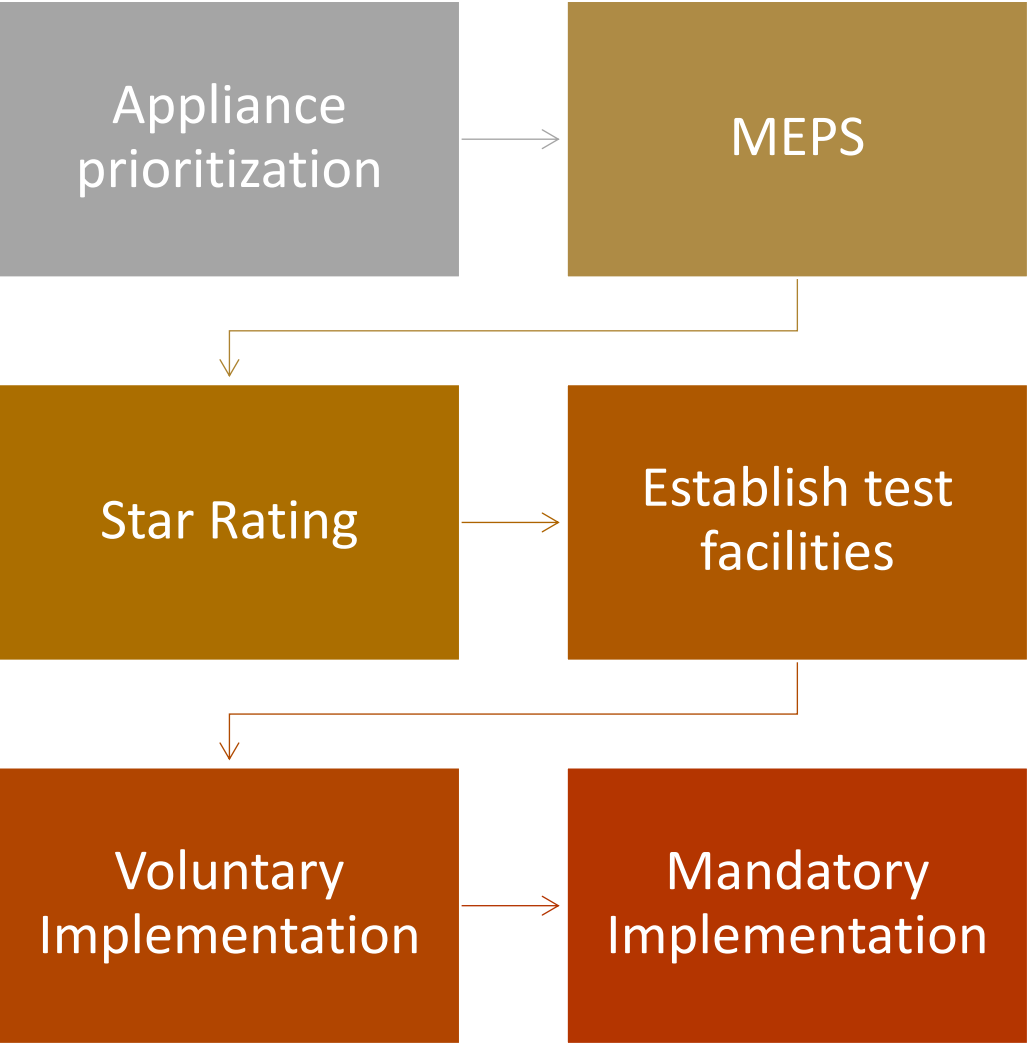 Appliance
prioritization
MEPS
Star Rating
Establish test
facilities
Voluntary
Implementation
Mandatory
Implementation